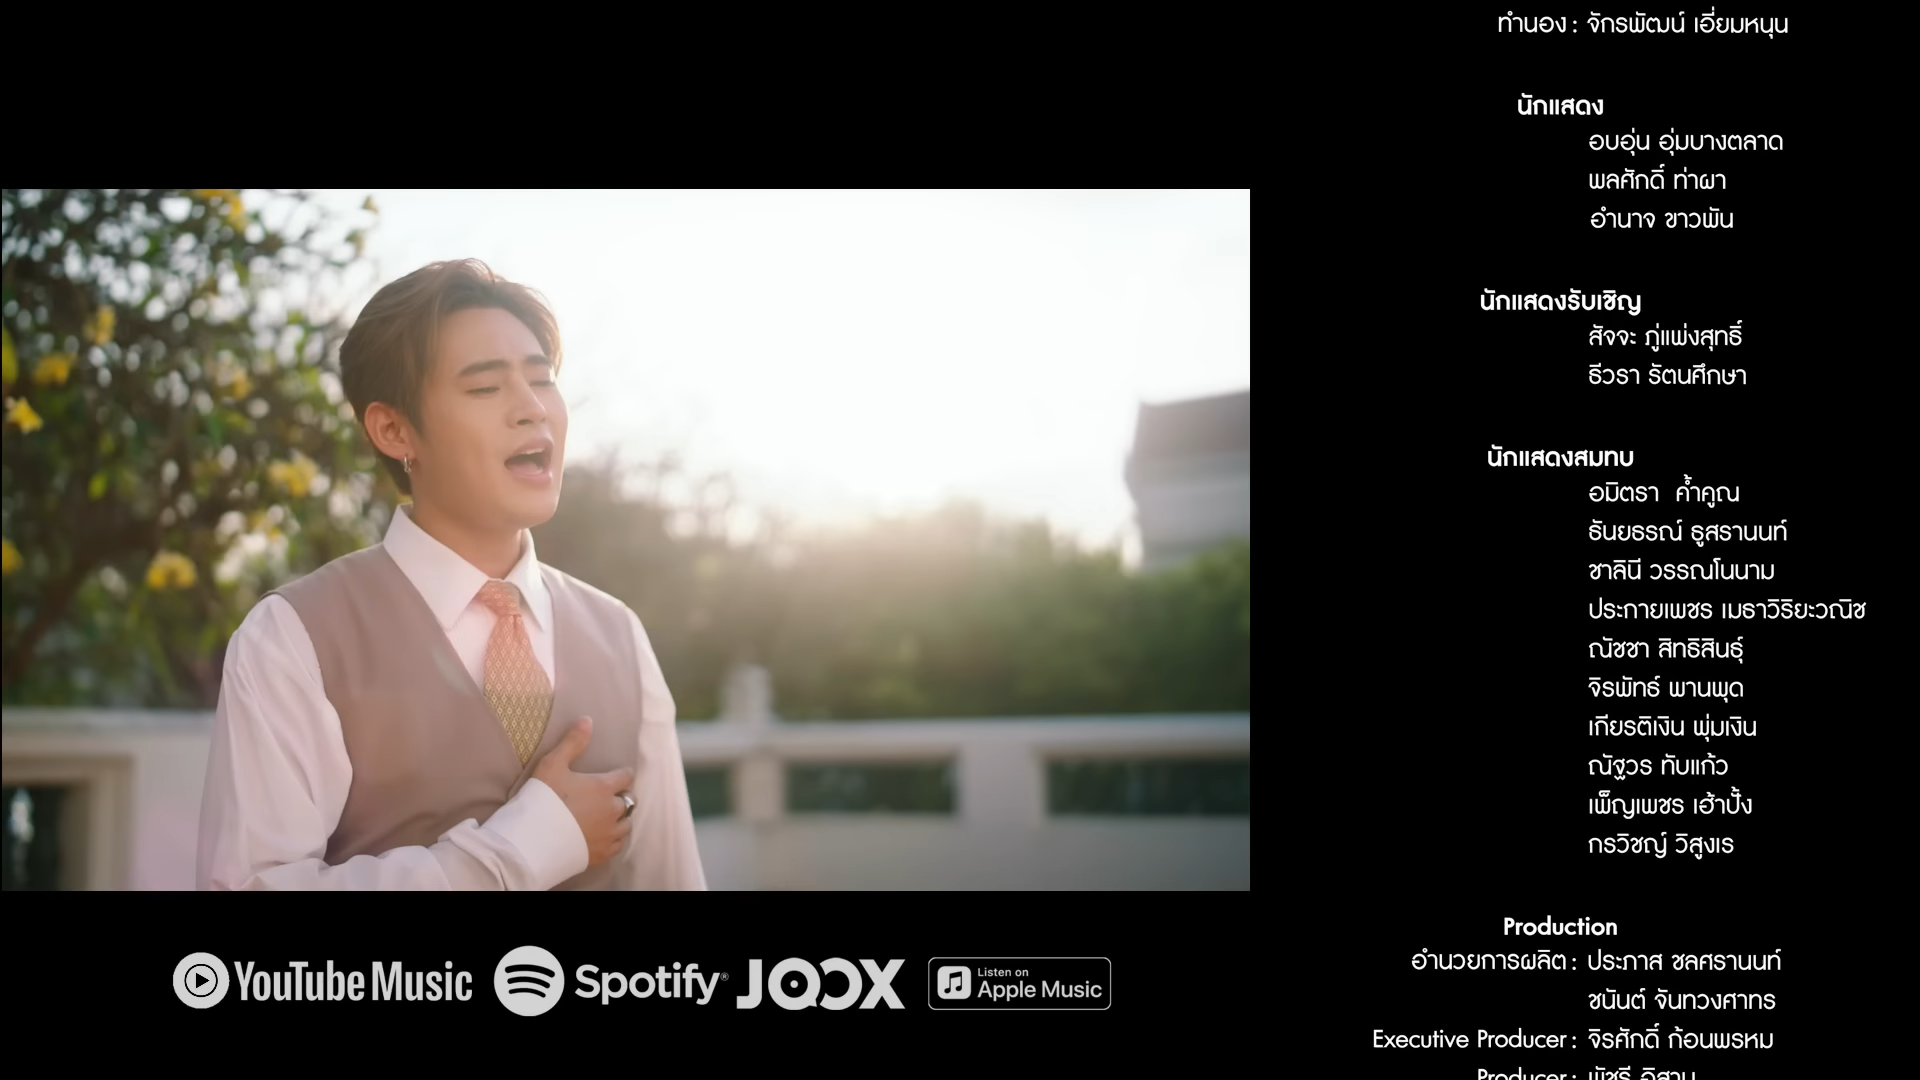 ทำนอง : จักรพัฒน์ เอี่ยมหนุน
นักแสดง
อบอุ่น อุ่มบางตลาด
พลศักดิ์ ท่าผา
อำนาจ ขาวพัน
นักแสดงรับเชิญ
สัจจะ ภู่แพ่งสุทธิ์
ธีวรา รัตนศึกษา
นักแสดงสมทบ
อมิตรา ค้ำคูณ
ธันยธรณ์ ธูสรานนท์
ชาลินี วรรณโนนาม
ประกายเพชร เมธาวิริยะวณิช
ณัชชา สิทธิสินธุ์
จิรพัทธ์ พานพุด
เกียรติเงิน พุ่มเงิน
ณัฐวร ทับแก้ว
เพ็ญเพชร เฮ้าปั้ง
กรวิชญ์ วิสูงเร
Production
อำนวยการผลิต : ประภาส ชลศรานนท์
ชนันต์ จันทวงศาทร
Executive Producer : จิรศักดิ์ ก้อนพรหม
Producer : พัชรี อิสาน
YouTube Music
Spotify®
JOOX
Listen on
Apple Music